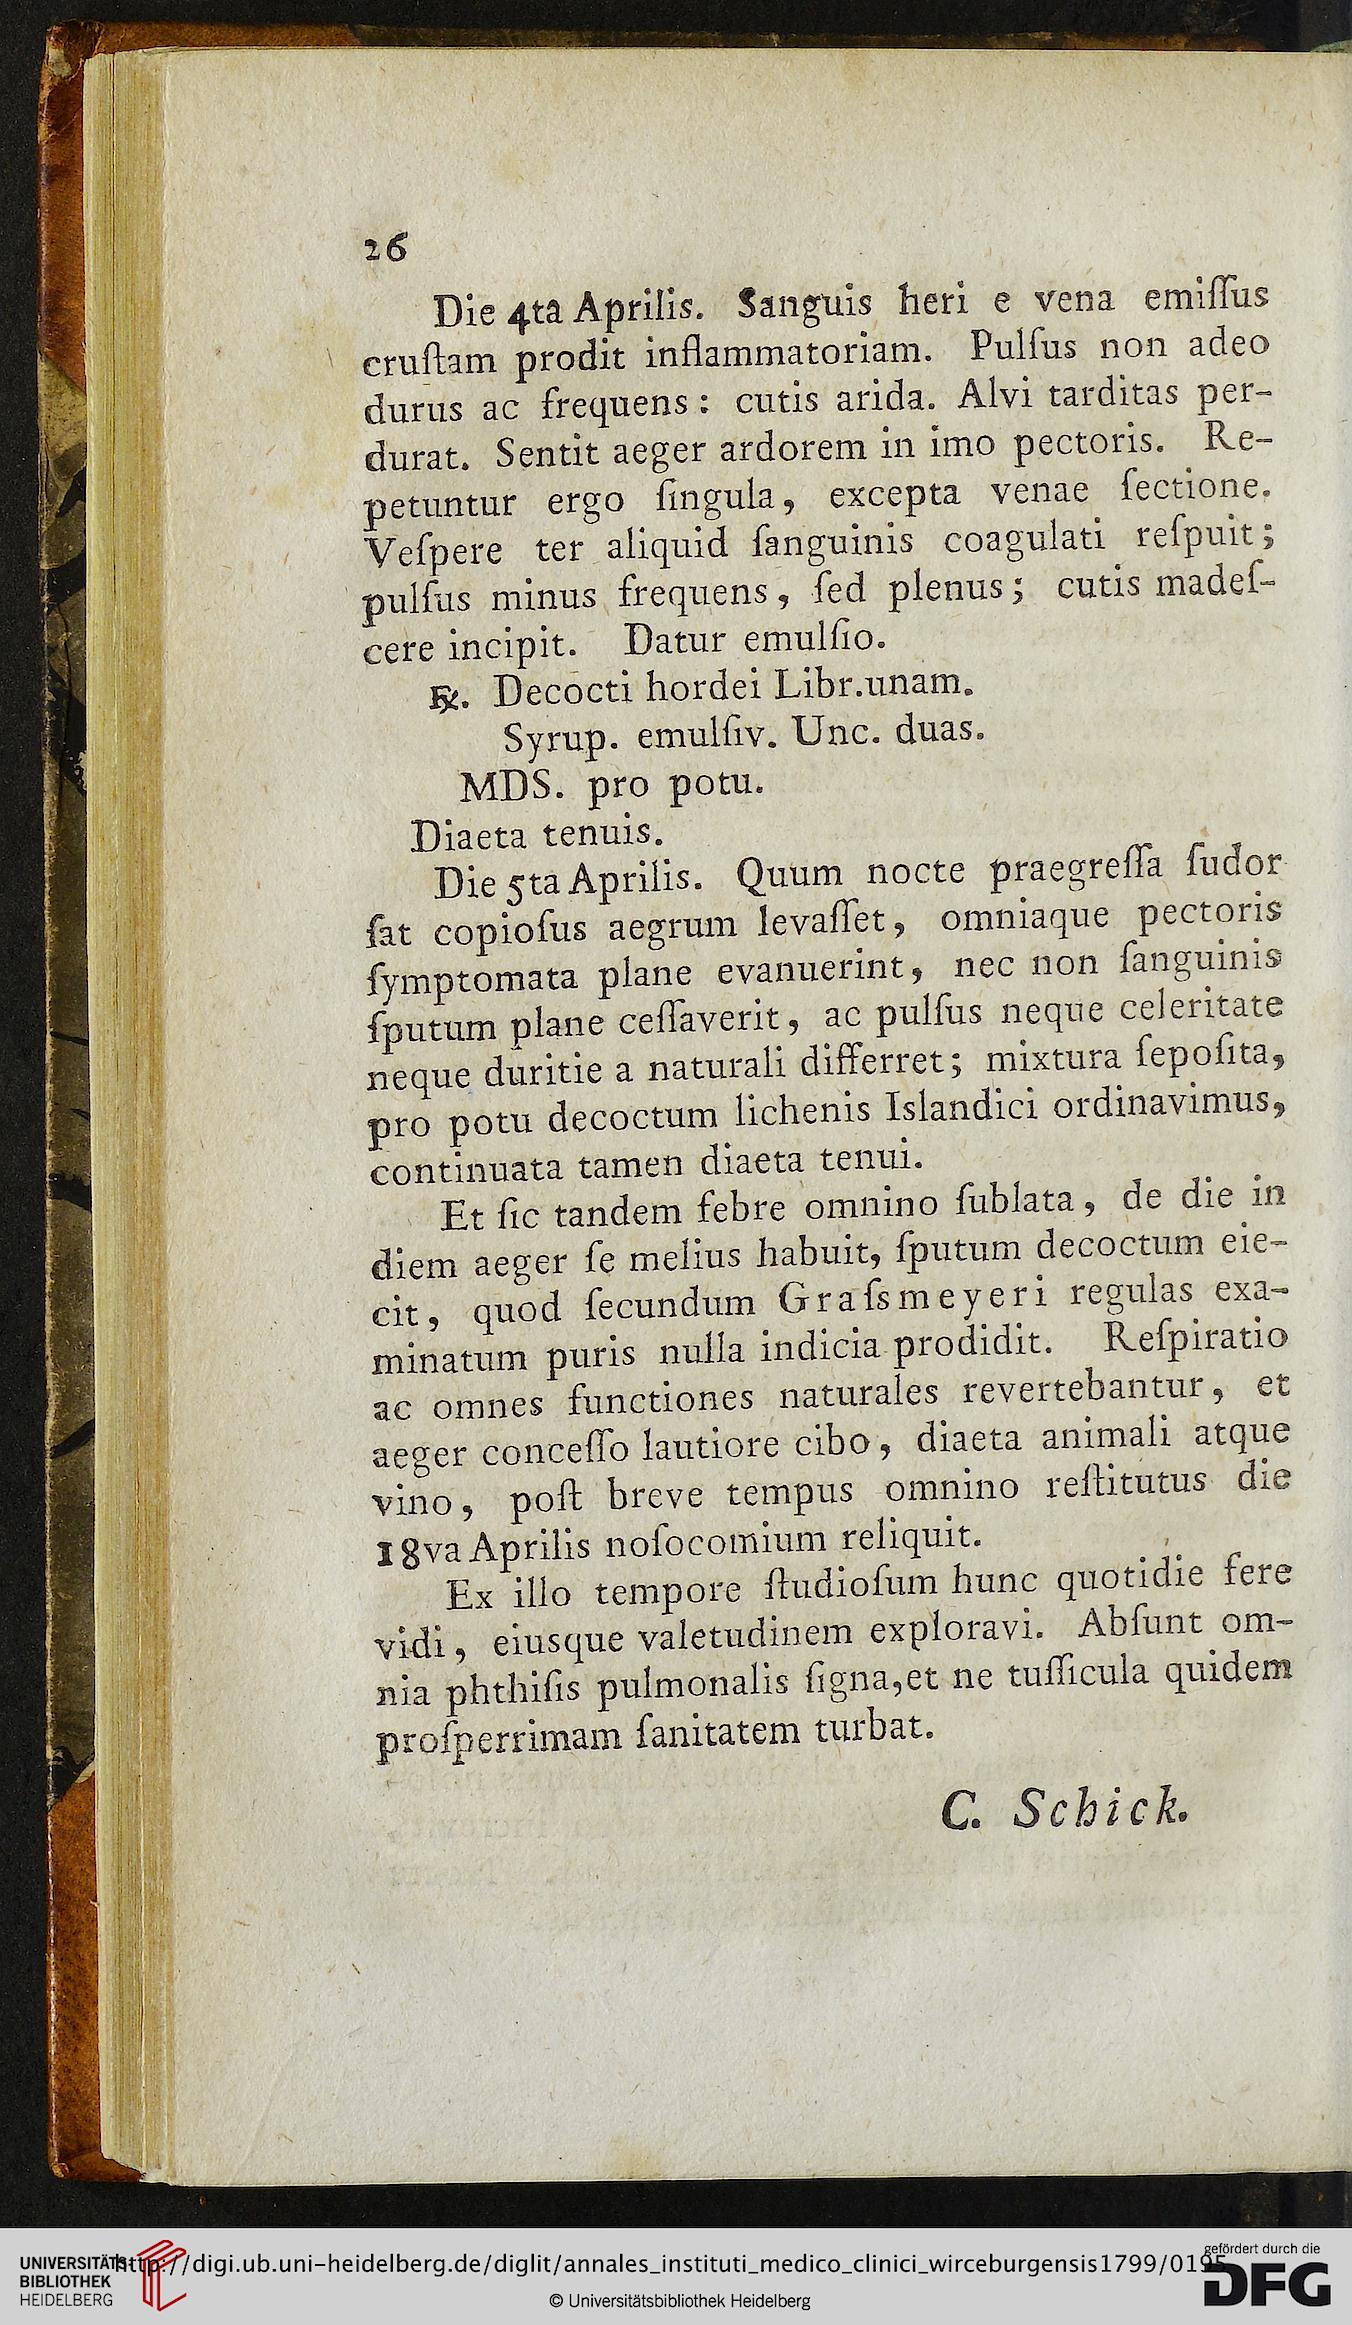 26
Die 4ta Aprilis. Sanguis heri e vena emiſſus
cruſtam prodit inflammatoriam. Pulſus non adeo
durus ac frequens: cutis arida. Alvi tarditas per-
durat. Sentit aeger ardorem in imo pectoris. Re-
petuntur ergo ſingula, excepta venae ſectione.
Veſpere ter aliquid ſanguinis coagulati reſpuit;
pulſus minus frequens, ſed plenus; cutis madeſ-
cere incipit. Datur emulſio.
℞. Decocti hordei Libr.unam.
Syrup. emulſiv. Unc. duas.
MDS. pro potu.
Diaeta tenuis.
Die 5ta Aprilis. Quum nocte praegreſſa ſudor
ſat copioſus aegrum levaſſet, omniaque pectoris
ſymptomata plane evanuerint, nec non ſanguinis
ſputum plane ceſſaverit, ac pulſus neque celeritate
neque duritie a naturali differret; mixtura ſepoſita,
pro potu decoctum lichenis Islandici ordinavimus,
continuata tamen diaeta tenui.
Et ſic tandem febre omnino ſublata, de die in
diem aeger ſe melius habuit, ſputum decoctum eie-
cit, quod ſecundum Graſsmeyeri regulas exa-
minatum puris nulla indicia prodidit. Reſpiratio
ac omnes functiones naturales revertebantur, et
aeger conceſſo lautiore cibo, diaeta animali atque
vino, poſt breve tempus omnino reſtitutus die
18va Aprilis noſocomium reliquit.
Ex illo tempore ſtudioſum hunc quotidie fere
vidi, eiusque valetudinem exploravi. Abſunt om-
nia phthiſis pulmonalis ſigna,et ne tuſſicula quidem
proſperrimam ſanitatem turbat.
C. Schick.
UNIVERSITÄTS-
BIBLIOTHEK
HEIDELBERG
http://digi.ub.uni-heidelberg.de/diglit/annales_instituti_medico_clinici_wirceburgensis1799/0195
© Universitätsbibliothek Heidelberg
gefördert durch die
DFG